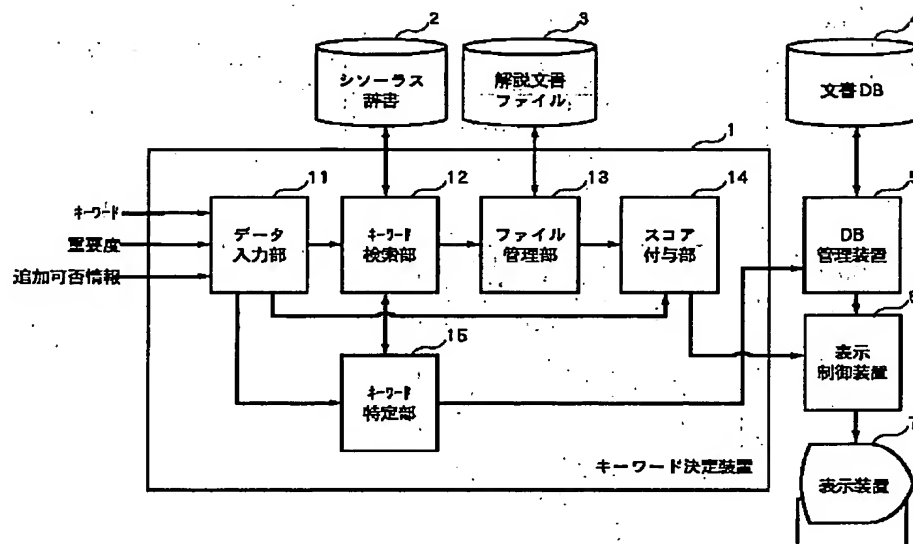 2
3
4
シソーラス
辞書
解説文書
ファイル
文書DB
1
11
12
13
14
5
キーワード
重要度
追加可否情報
データ
入力部
キーワード
検索部
ファイル
管理部
スコア
付与部
DB
管理装置
15
6
キーワード
特定部
表示
制御装置
7
キーワード決定装置
表示装置